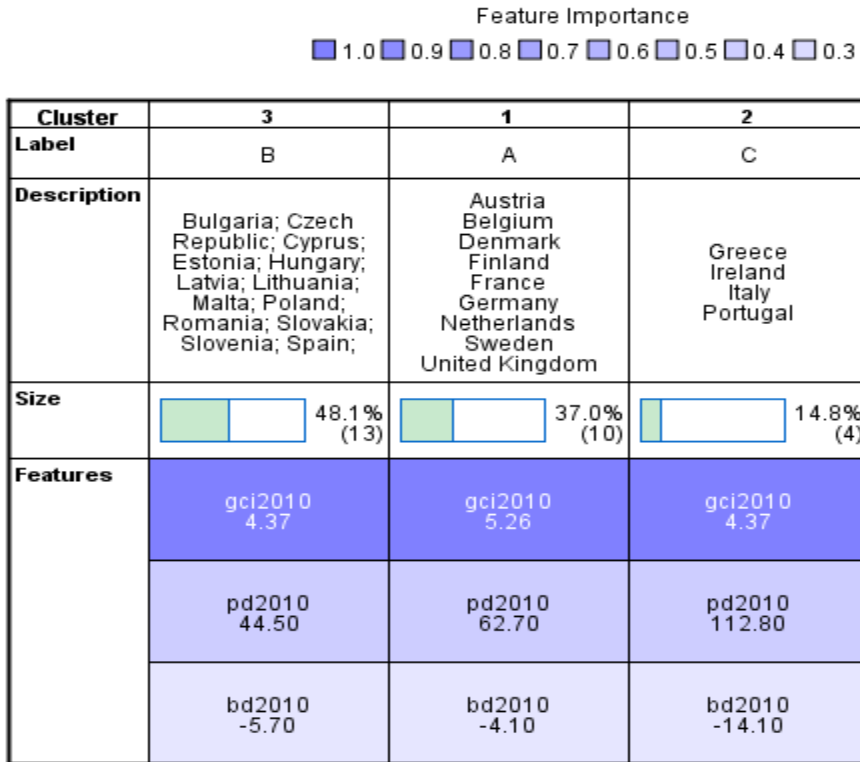 Feature Importance
1.0 0.9 0.8 0.7 0.6 0.5 0.4 0.3
Cluster 3 1 2
Label B A C
Description
Bulgaria; Czech
Republic; Cyprus;
Estonia; Hungary;
Latvia; Lithuania;
Malta; Poland;
Romania; Slovakia;
Slovenia; Spain;
Austria
Belgium
Denmark
Finland
France
Germany
Netherlands
Sweden
United Kingdom
Greece
Ireland
Italy
Portugal
Size
48.1%
(13)
37.0%
(10)
14.8%
(4)
Features
gci2010
4.37
gci2010
5.26
gci2010
4.37
pd2010
44.50
pd2010
62.70
pd2010
112.80
bd2010
-5.70
bd2010
-4.10
bd2010
-14.10